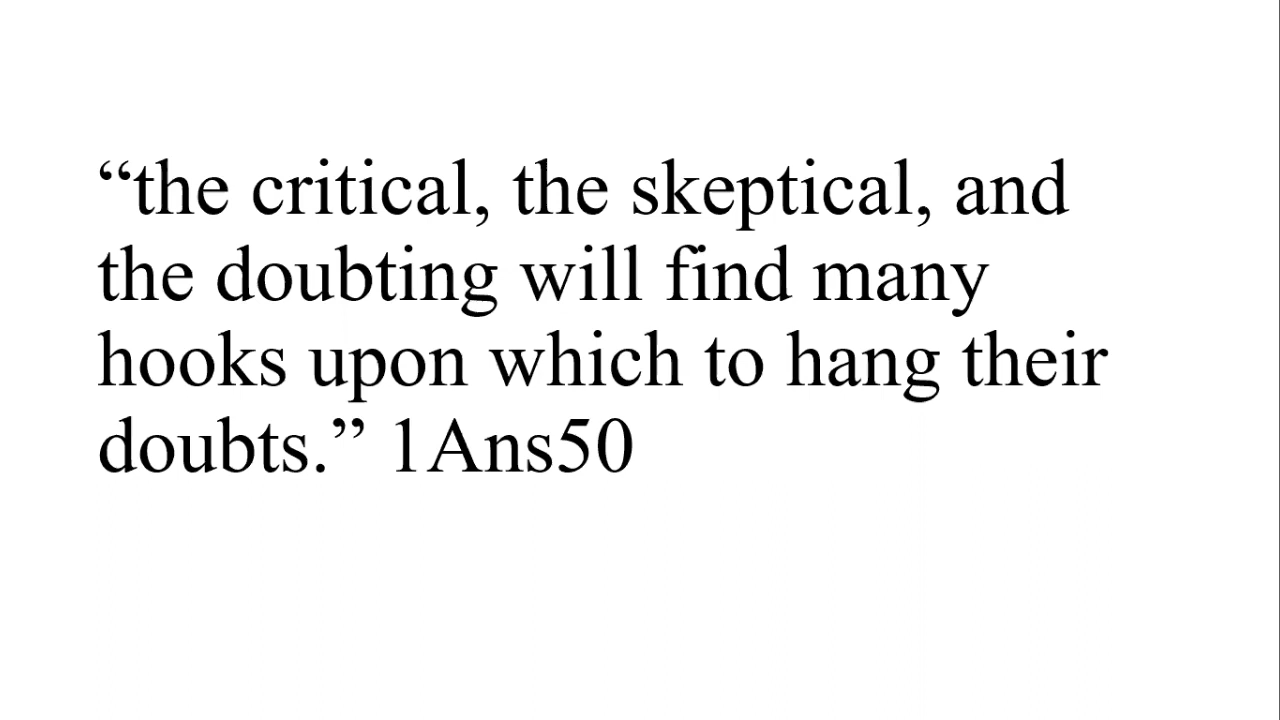 “the critical, the skeptical, and
the doubting will find many
hooks upon which to hang their
doubts.” 1Ans50